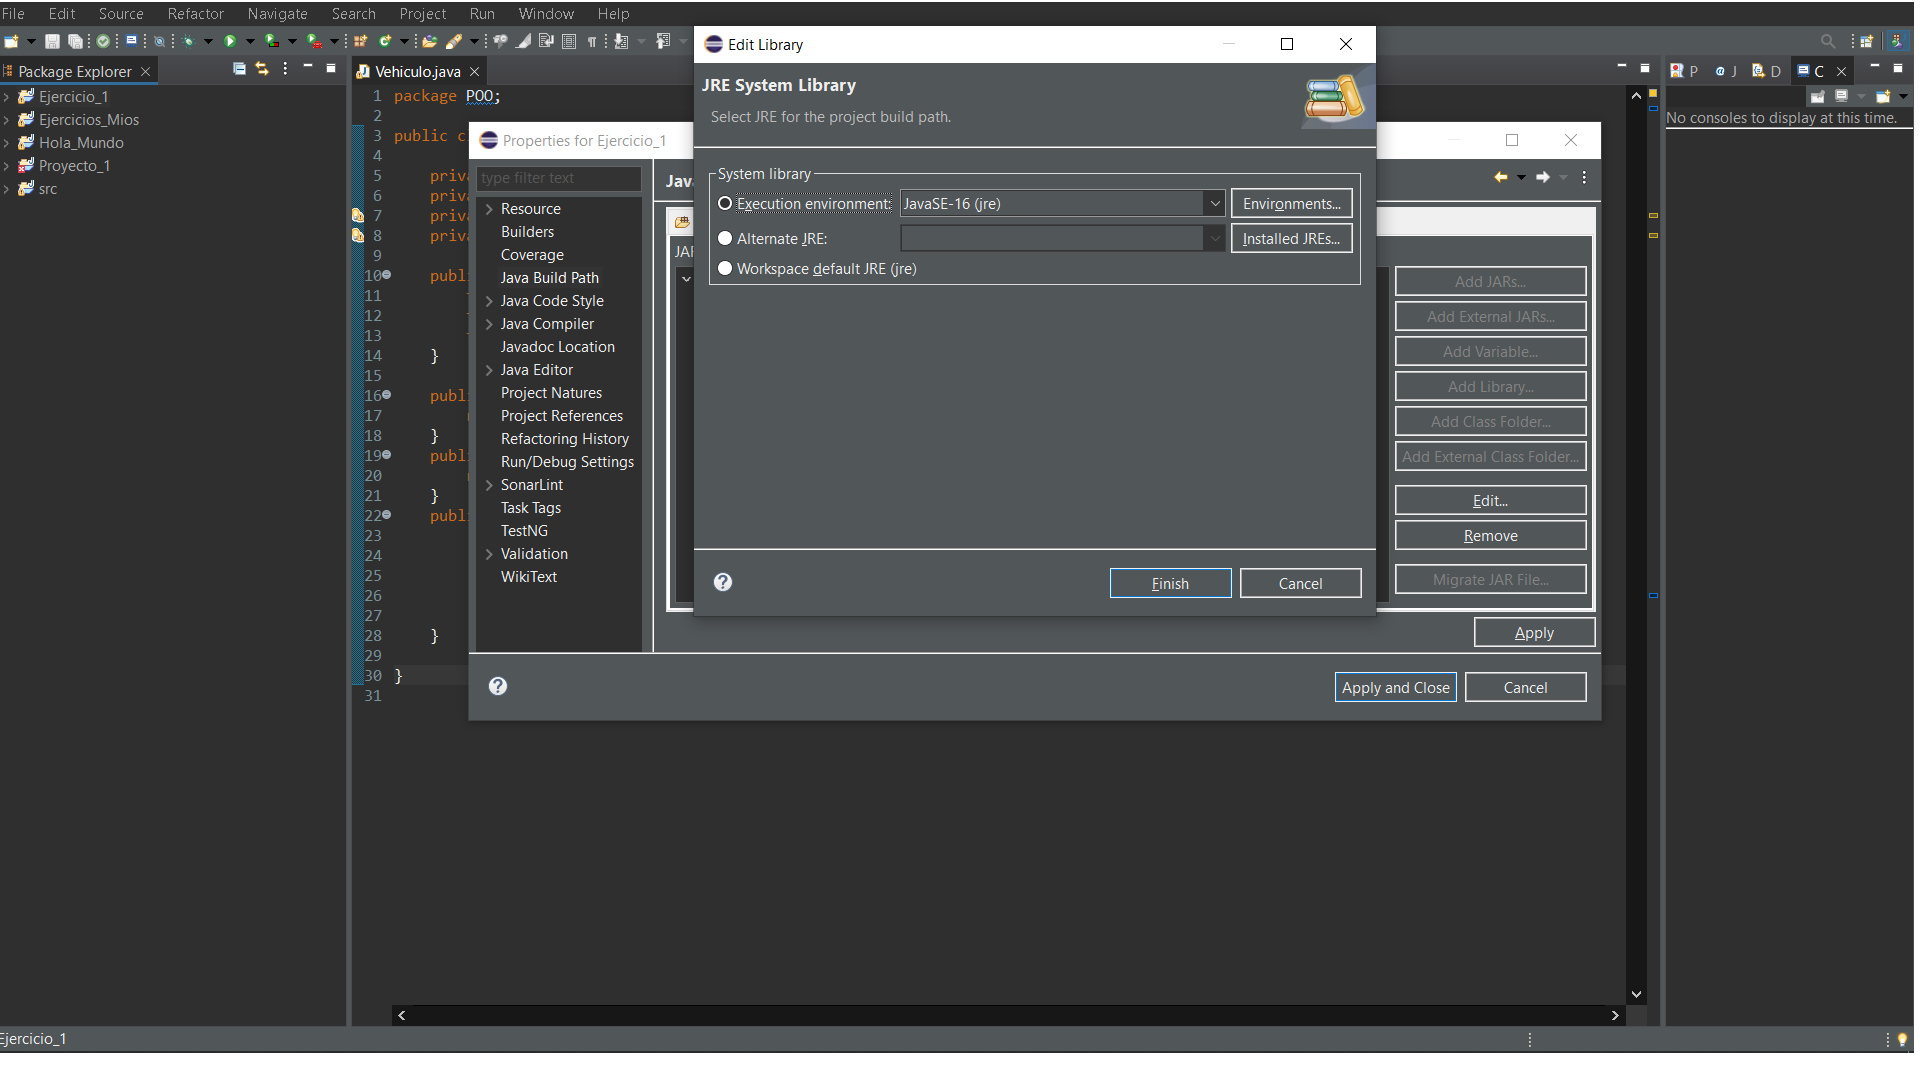 File Edit Source Refactor Navigate Search Project Run Window Help
Package Explorer
Ejercicio_1
Ejercicios_Mios
Hola_Mundo
Proyecto_1
src
Vehiculo.java
1 package POO;
2
3 public c
4
5 priv
6 priv
7 priv
8 priv
9
10 publ
11
12
13
14 }
15
16 publ
17
18 }
19 publ
20
21 }
22 publ
23
24
25
26
27
28 }
29
30 }
31
Properties for Ejercicio_1
type filter text
Resource
Builders
Coverage
Java Build Path
Java Code Style
Java Compiler
Javadoc Location
Java Editor
Project Natures
Project References
Refactoring History
Run/Debug Settings
SonarLint
Task Tags
TestNG
Validation
WikiText
Jav
JAR
Edit Library
JRE System Library
Select JRE for the project build path.
System library
Execution environment: JavaSE-16 (jre) Environments...
Alternate JRE: Installed JREs...
Workspace default JRE (jre)
Finish Cancel
Add JARs...
Add External JARs...
Add Variable...
Add Library...
Add Class Folder...
Add External Class Folder...
Edit...
Remove
Migrate JAR File...
Apply
Apply and Close Cancel
P J D C
No consoles to display at this time.
Ejercicio_1